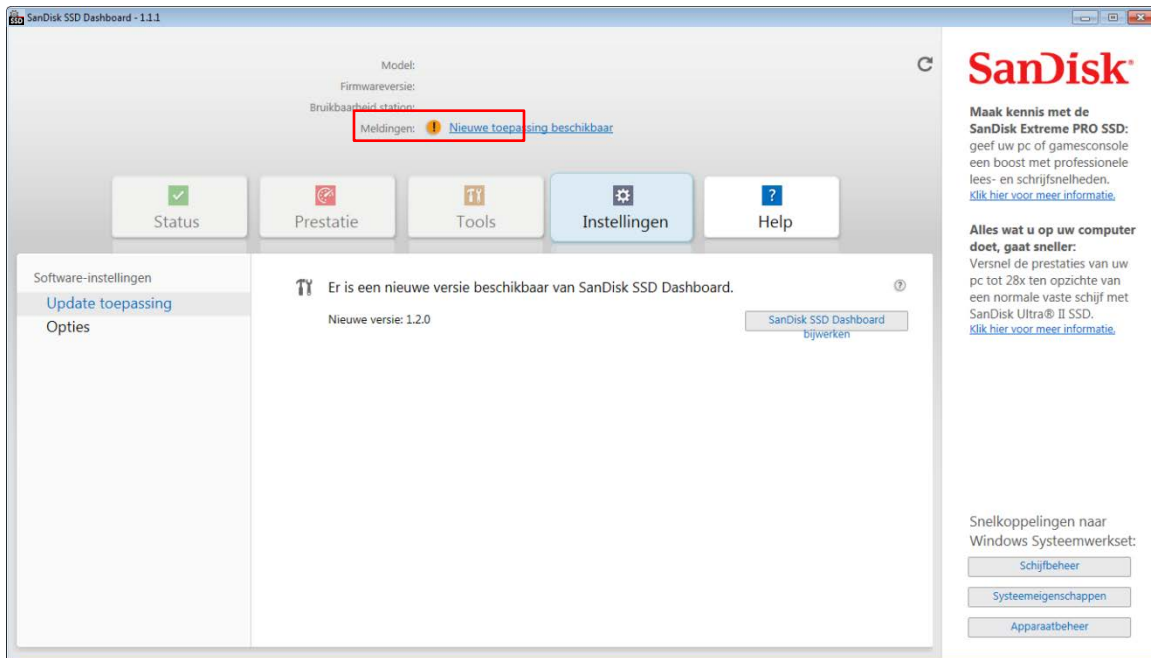 SanDisk SSD Dashboard - 1.1.1
Model:
Firmwareversie:
Bruikbaarheid station:
Meldingen: ! Nieuwe toepassing beschikbaar
Status
Prestatie
Tools
Instellingen
?
Help
Software-instellingen
Update toepassing
Opties
Er is een nieuwe versie beschikbaar van SanDisk SSD Dashboard.
?
Nieuwe versie: 1.2.0
SanDisk SSD Dashboard
bijwerken
SanDisk®
Maak kennis met de
SanDisk Extreme PRO SSD:
geef uw pc of gamesconsole
een boost met professionele
lees- en schrijfsnelheden.
Klik hier voor meer informatie.
Alles wat u op uw computer
doet, gaat sneller:
Versnel de prestaties van uw
pc tot 28x ten opzichte van
een normale vaste schijf met
SanDisk Ultra® II SSD.
Klik hier voor meer informatie.
Snelkoppelingen naar
Windows Systeemwerkset:
Schijfbeheer
Systeemeigenschappen
Apparaatbeheer